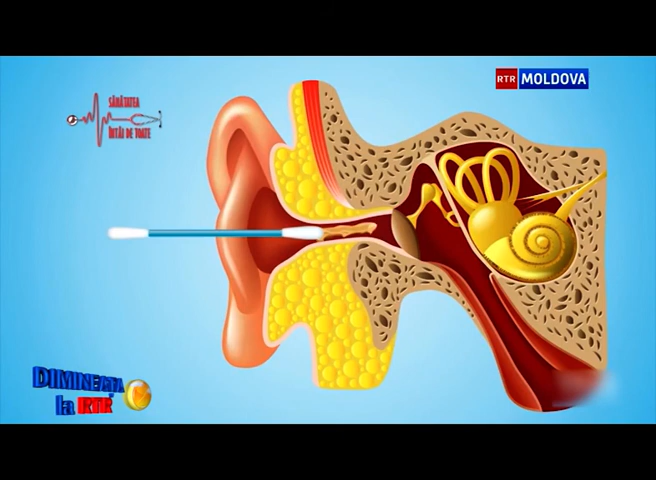 SĂNĂTATEA
ÎNTÂI DE TOATE
RTR MOLDOVA
DIMINEAȚA
la RTR